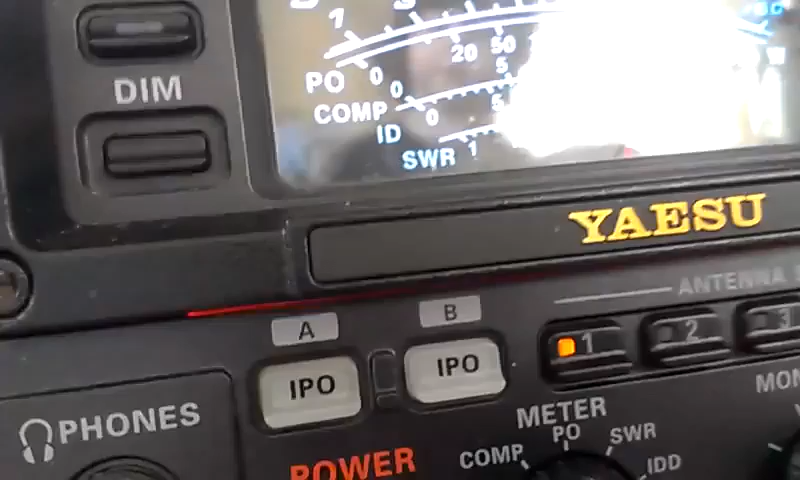 1
20 50
PO 0
5
COMP 0
ID 0 5
SWR 1
DIM
YAESU
ANTENNA
A
B
IPO
IPO
1
2
3
PHONES
METER
COMP
PO
SWR
IDD
POWER
MON